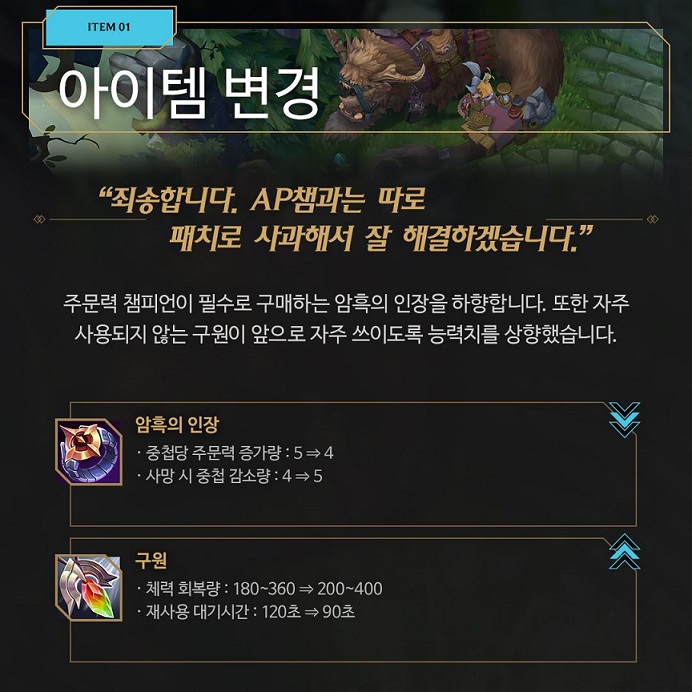 ITEM 01
아이템 변경
“죄송합니다. AP챔과는 따로
패치로 사과해서 잘 해결하겠습니다.”
주문력 챔피언이 필수로 구매하는 암흑의 인장을 하향합니다. 또한 자주
사용되지 않는 구원이 앞으로 자주 쓰이도록 능력치를 상향했습니다.
암흑의 인장
· 중첩당 주문력 증가량 : 5 ⇒ 4
· 사망 시 중첩 감소량 : 4 ⇒ 5
구원
· 체력 회복량 : 180~360 ⇒ 200~400
· 재사용 대기시간 : 120초 ⇒ 90초